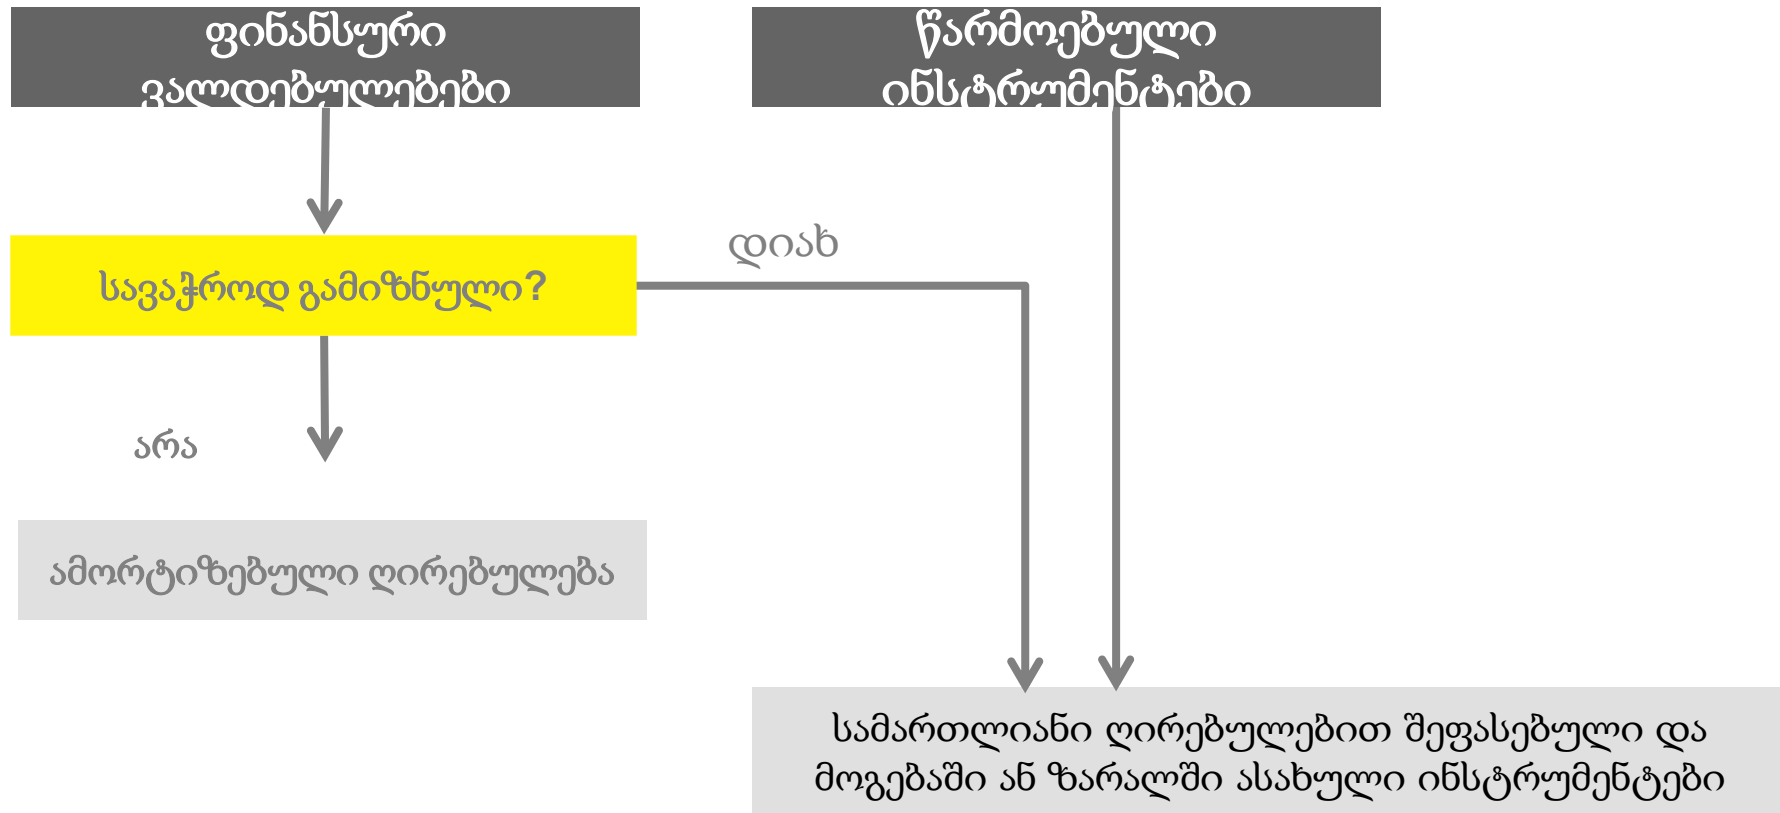 ფინანსური
ვალდებულებები
წარმოებული
ინსტრუმენტები
დიახ
სავაჭროდ გამიზნული?
არა
ამორტიზებული ღირებულება
სამართლიანი ღირებულებით შეფასებული და
მოგებაში ან ზარალში ასახული ინსტრუმენტები